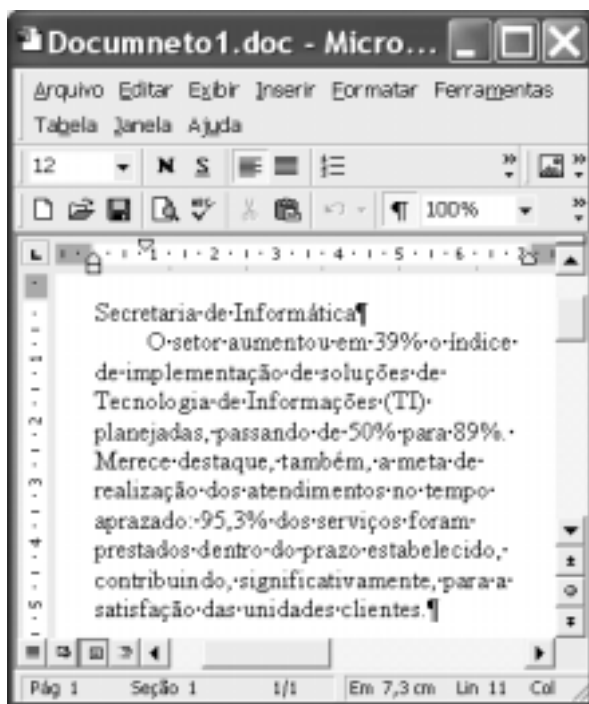 Documneto1.doc - Micro...
Arquivo Editar Exibir Inserir Formatar Ferramentas
Tabela Janela Ajuda
12 N S
¶ 100%
1 · 1 · 2 · 3 · 4 · 5 · 6 · 7
Secretaria·de·Informática¶
O·setor·aumentou·em·39%·o·índice·
de·implementação·de·soluções·de·
Tecnologia·de·Informações·(TI)·
planejadas,·passando·de·50%·para·89%.·
Merece·destaque,·também,·a·meta·de·
realização·dos·atendimentos·no·tempo·
aprazado:·95,3%·dos·serviços·foram·
prestados·dentro·do·prazo·estabelecido,·
contribuindo,·significativamente,·para·a·
satisfação·das·unidades·clientes.¶
Pág 1 Seção 1 1/1 Em 7,3 cm Lin 11 Col